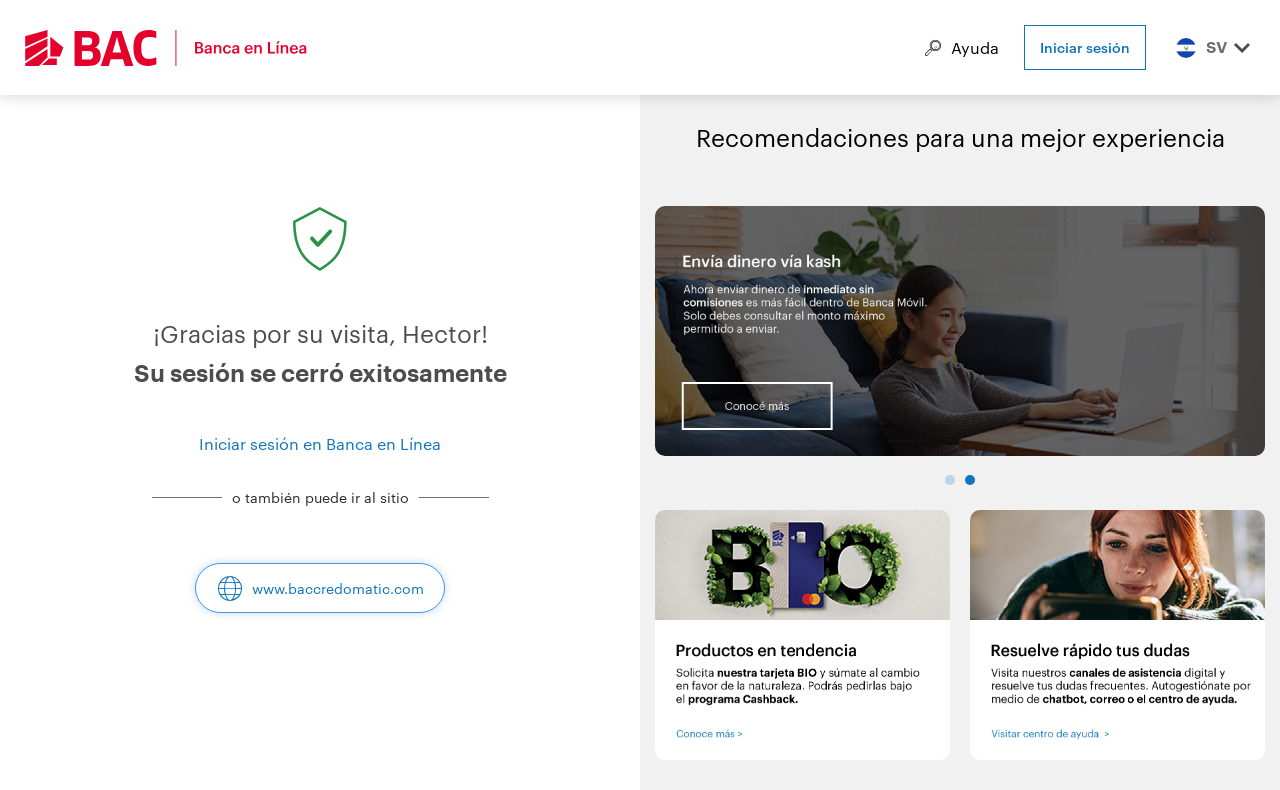 BAC
Banca en Línea
Ayuda
Iniciar sesión
SV
¡Gracias por su visita, Hector!
Su sesión se cerró exitosamente
Iniciar sesión en Banca en Línea
o también puede ir al sitio
www.baccredomatic.com
Recomendaciones para una mejor experiencia
Envía dinero vía kash
Ahora enviar dinero de inmediato sin
comisiones es más fácil dentro de Banca Móvil.
Solo debes consultar el monto máximo
permitido a enviar.
Conocé más
BIO
BAC
Productos en tendencia
Solicita nuestra tarjeta BIO y súmate al cambio
en favor de la naturaleza. Podrás pedirlas bajo
el programa Cashback.
Conoce más >
Resuelve rápido tus dudas
Visita nuestros canales de asistencia digital y
resuelve tus dudas frecuentes. Autogestiónate por
medio de chatbot, correo o el centro de ayuda.
Visitar centro de ayuda >